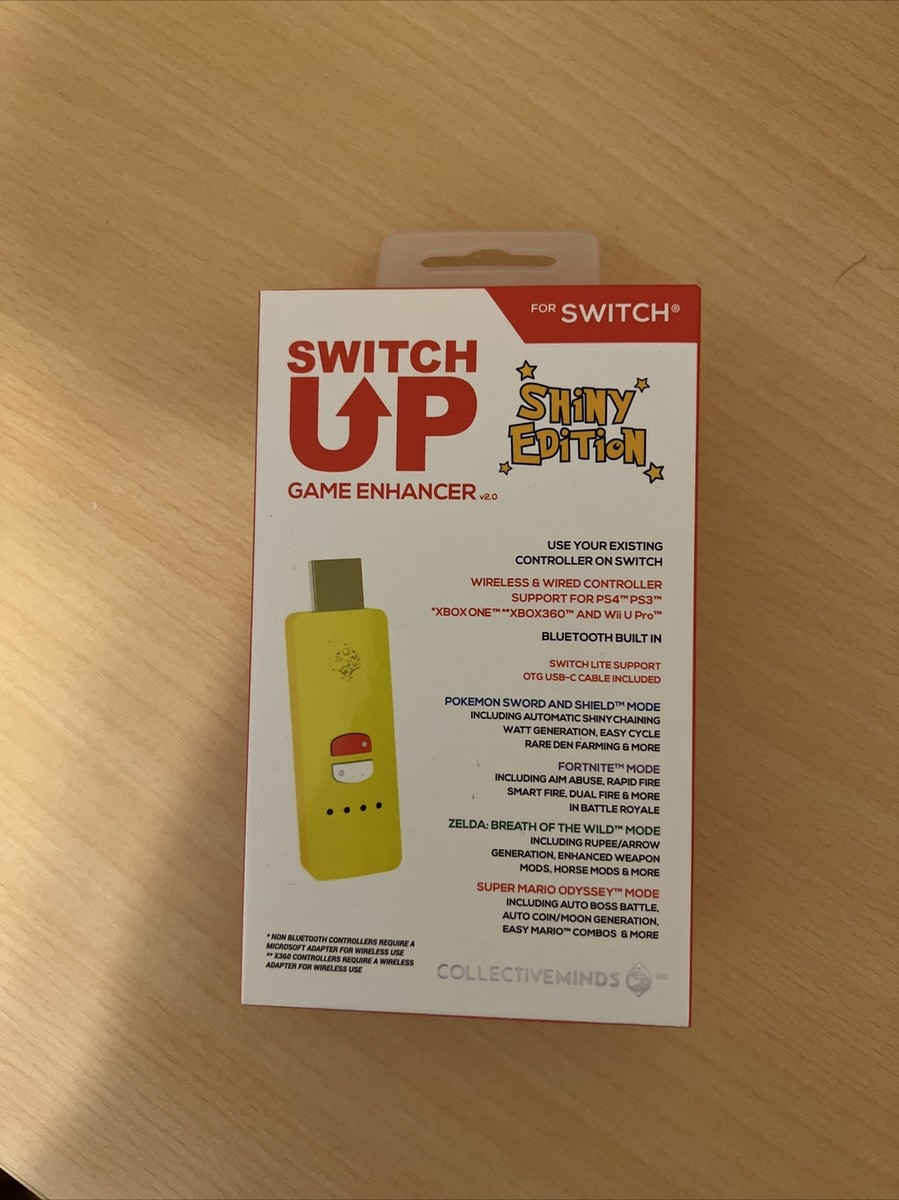 FOR SWITCH®
SWITCH
UP
SHiNY
EDiTiON
GAME ENHANCER v2.0
USE YOUR EXISTING
CONTROLLER ON SWITCH
WIRELESS & WIRED CONTROLLER
SUPPORT FOR PS4™ PS3™
*XBOX ONE™ **XBOX360™ AND Wii U Pro™
BLUETOOTH BUILT IN
SWITCH LITE SUPPORT
OTG USB-C CABLE INCLUDED
POKEMON SWORD AND SHIELD™ MODE
INCLUDING AUTOMATIC SHINY CHAINING
WATT GENERATION, EASY CYCLE
RARE DEN FARMING & MORE
FORTNITE™ MODE
INCLUDING AIM ABUSE, RAPID FIRE
SMART FIRE, DUAL FIRE & MORE
IN BATTLE ROYALE
ZELDA: BREATH OF THE WILD™ MODE
INCLUDING RUPEE/ARROW
GENERATION, ENHANCED WEAPON
MODS, HORSE MODS & MORE
SUPER MARIO ODYSSEY™ MODE
INCLUDING AUTO BOSS BATTLE,
AUTO COIN/MOON GENERATION,
EASY MARIO™ COMBOS & MORE
* NON BLUETOOTH CONTROLLERS REQUIRE A
MICROSOFT ADAPTER FOR WIRELESS USE
** X360 CONTROLLERS REQUIRE A WIRELESS
ADAPTER FOR WIRELESS USE
COLLECTIVEMINDS